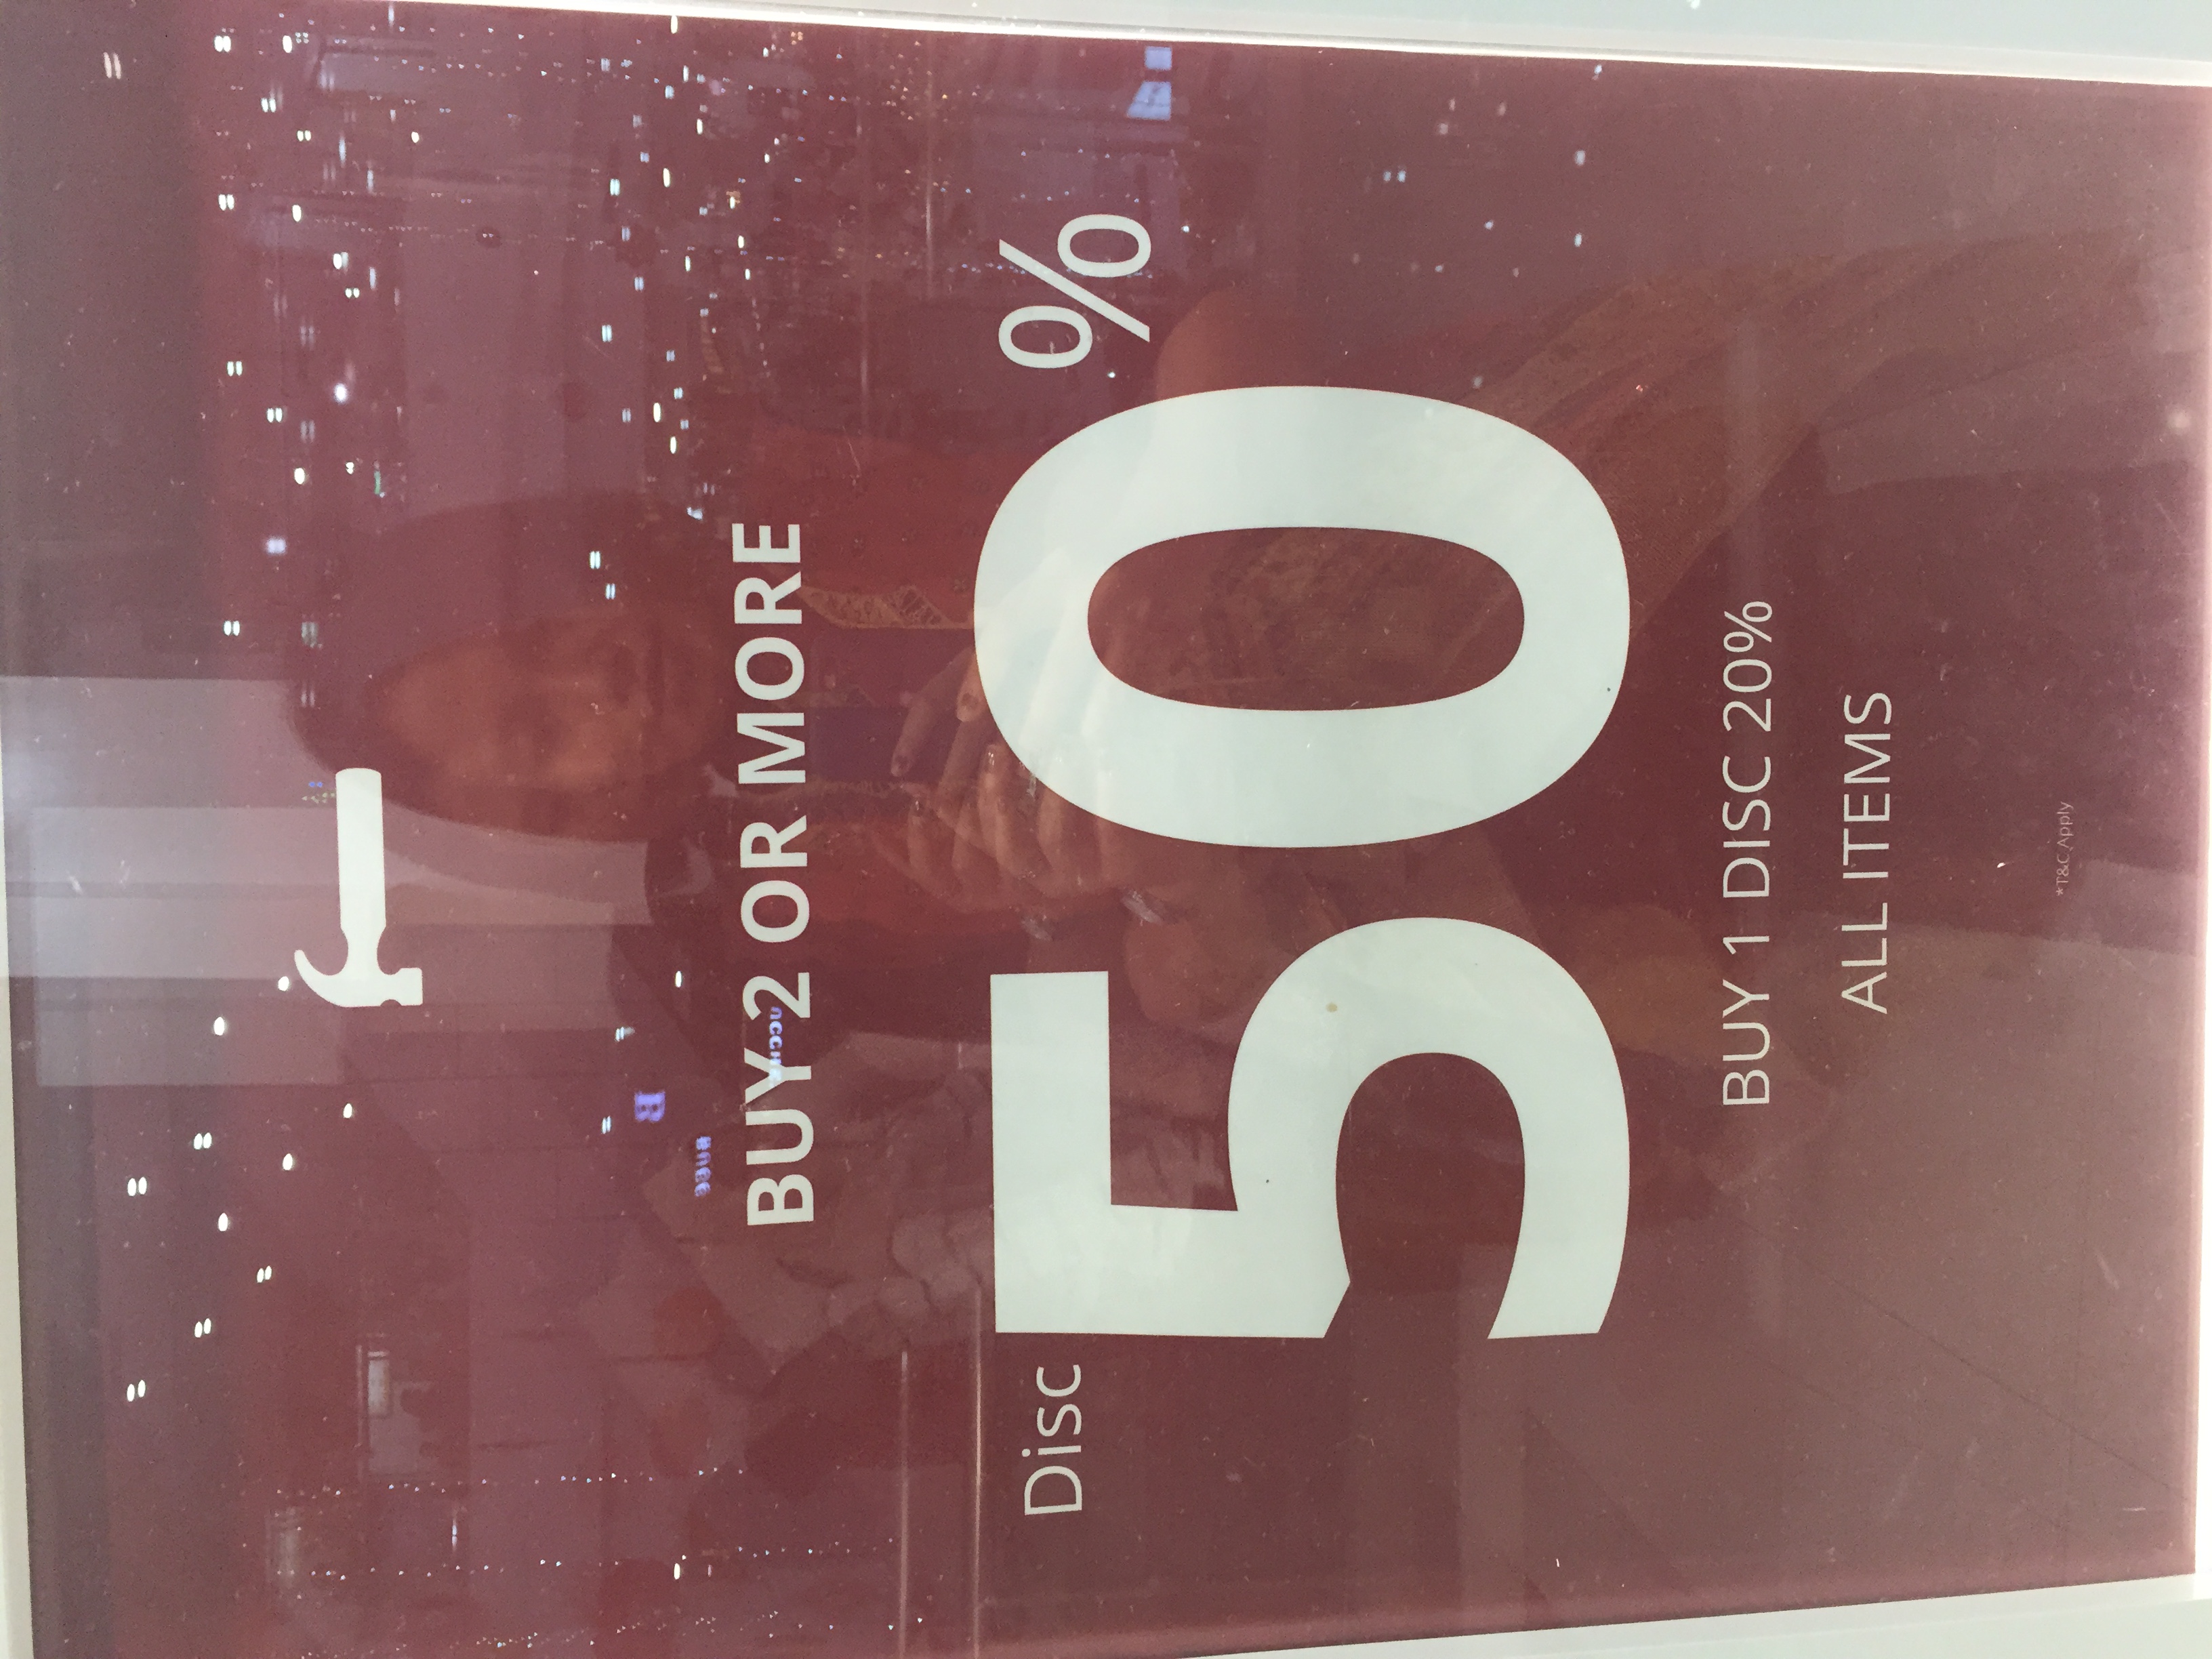 BUY 2 OR MORE
Disc 50 %
BUY 1 DISC 20%
ALL ITEMS
*T&C Apply